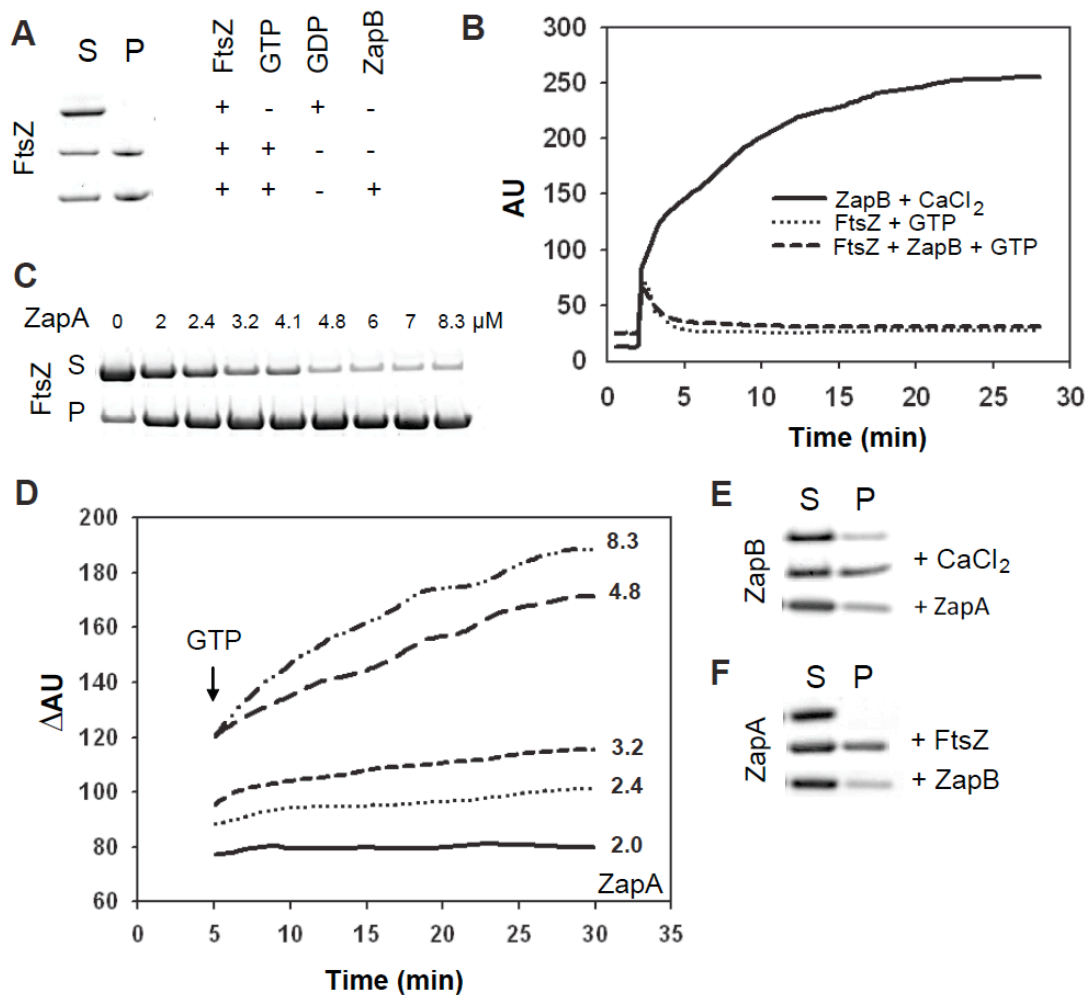 A
S P FtsZ GTP GDP ZapB
FtsZ
+ - + -
+ + - -
+ + - +
B
300
250
200
150
100
50
0
AU
ZapB + CaCl2
FtsZ + GTP
FtsZ + ZapB + GTP
0 5 10 15 20 25 30
Time (min)
C
ZapA 0 2 2.4 3.2 4.1 4.8 6 7 8.3 µM
FtsZ
S
P
D
200
180
160
140
120
100
80
60
ΔAU
GTP
8.3
4.8
3.2
2.4
2.0
ZapA
0 5 10 15 20 25 30 35
Time (min)
E
S P
ZapB
+ CaCl2
+ ZapA
F
S P
ZapA
+ FtsZ
+ ZapB